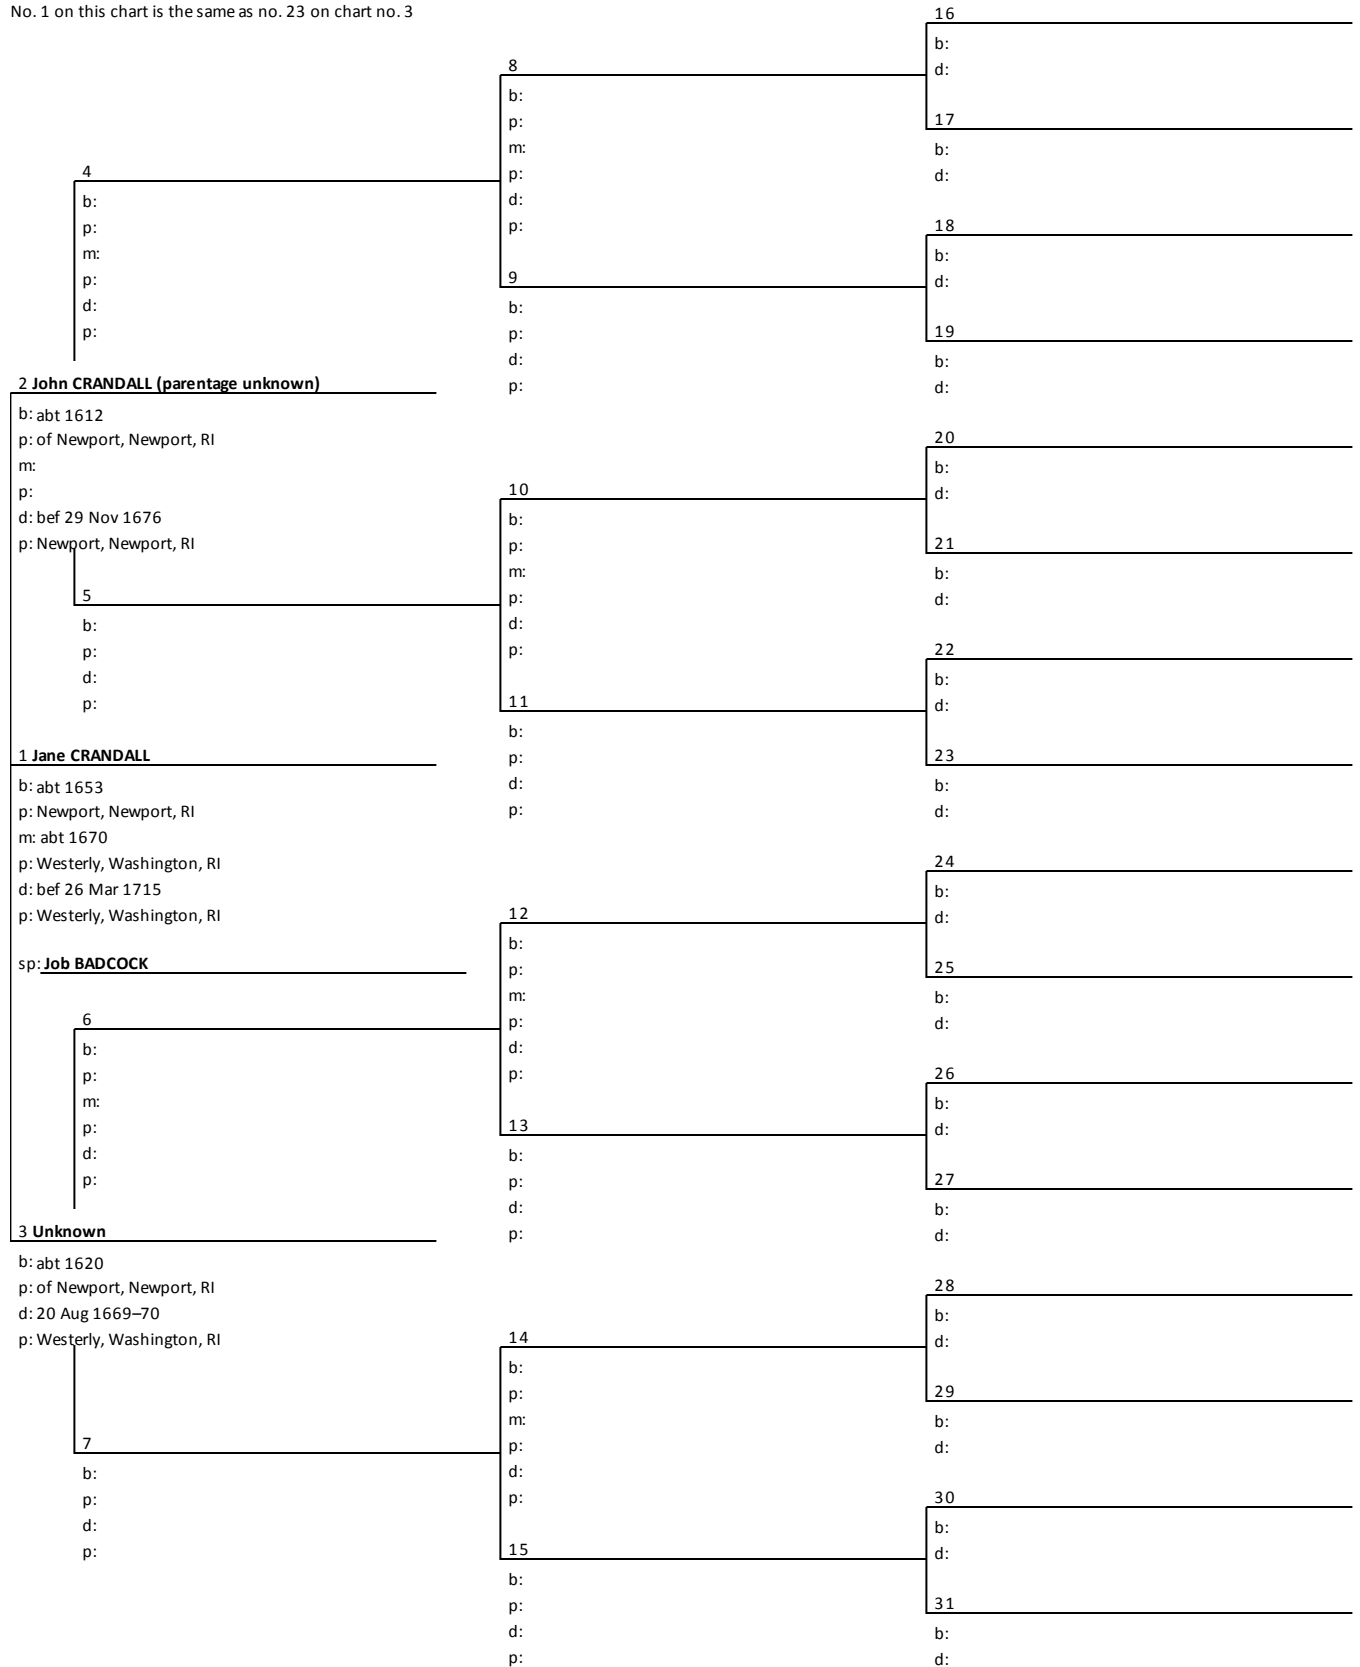 No. 1 on this chart is the same as no. 23 on chart no. 3
16
b:
d:
8
b:
p:
m:
p:
d:
p:
17
b:
d:
4
b:
p:
m:
p:
d:
p:
18
b:
d:
9
b:
p:
d:
p:
19
b:
d:
2 John CRANDALL (parentage unknown)
b: abt 1612
p: of Newport, Newport, RI
m:
p:
d: bef 29 Nov 1676
p: Newport, Newport, RI
20
b:
d:
10
b:
p:
m:
p:
d:
p:
21
b:
d:
5
b:
p:
d:
p:
22
b:
d:
11
b:
p:
d:
p:
23
b:
d:
1 Jane CRANDALL
b: abt 1653
p: Newport, Newport, RI
m: abt 1670
p: Westerly, Washington, RI
d: bef 26 Mar 1715
p: Westerly, Washington, RI
sp: Job BADCOCK
24
b:
d:
12
b:
p:
m:
p:
d:
p:
25
b:
d:
6
b:
p:
m:
p:
d:
p:
26
b:
d:
13
b:
p:
d:
p:
27
b:
d:
3 Unknown
b: abt 1620
p: of Newport, Newport, RI
d: 20 Aug 1669–70
p: Westerly, Washington, RI
28
b:
d:
14
b:
p:
m:
p:
d:
p:
29
b:
d:
7
b:
p:
d:
p:
30
b:
d:
15
b:
p:
d:
p:
31
b:
d: